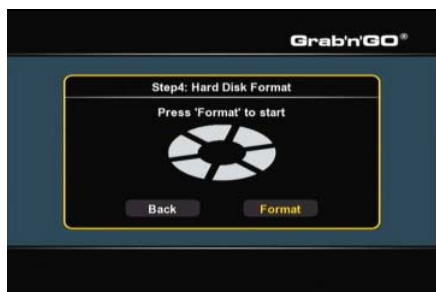 Grab'n'GO®
Step4: Hard Disk Format
Press 'Format' to start
Back
Format